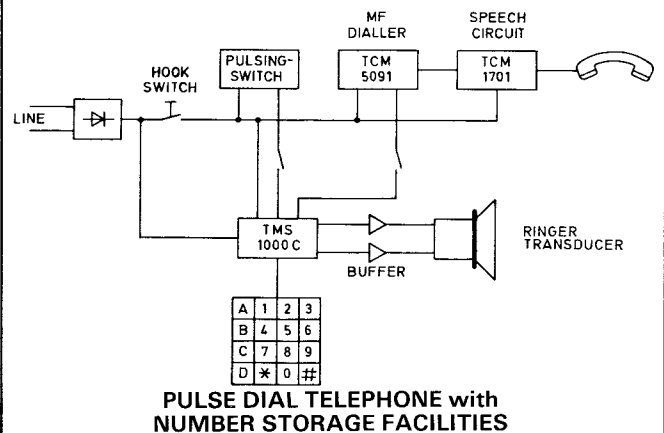 MF
DIALLER
SPEECH
CIRCUIT
PULSING-
SWITCH
TCM
5091
TCM
1701
HOOK
SWITCH
LINE
TMS
1000C
BUFFER
RINGER
TRANSDUCER
A 1 2 3
B 4 5 6
C 7 8 9
D * 0 #
PULSE DIAL TELEPHONE with
NUMBER STORAGE FACILITIES